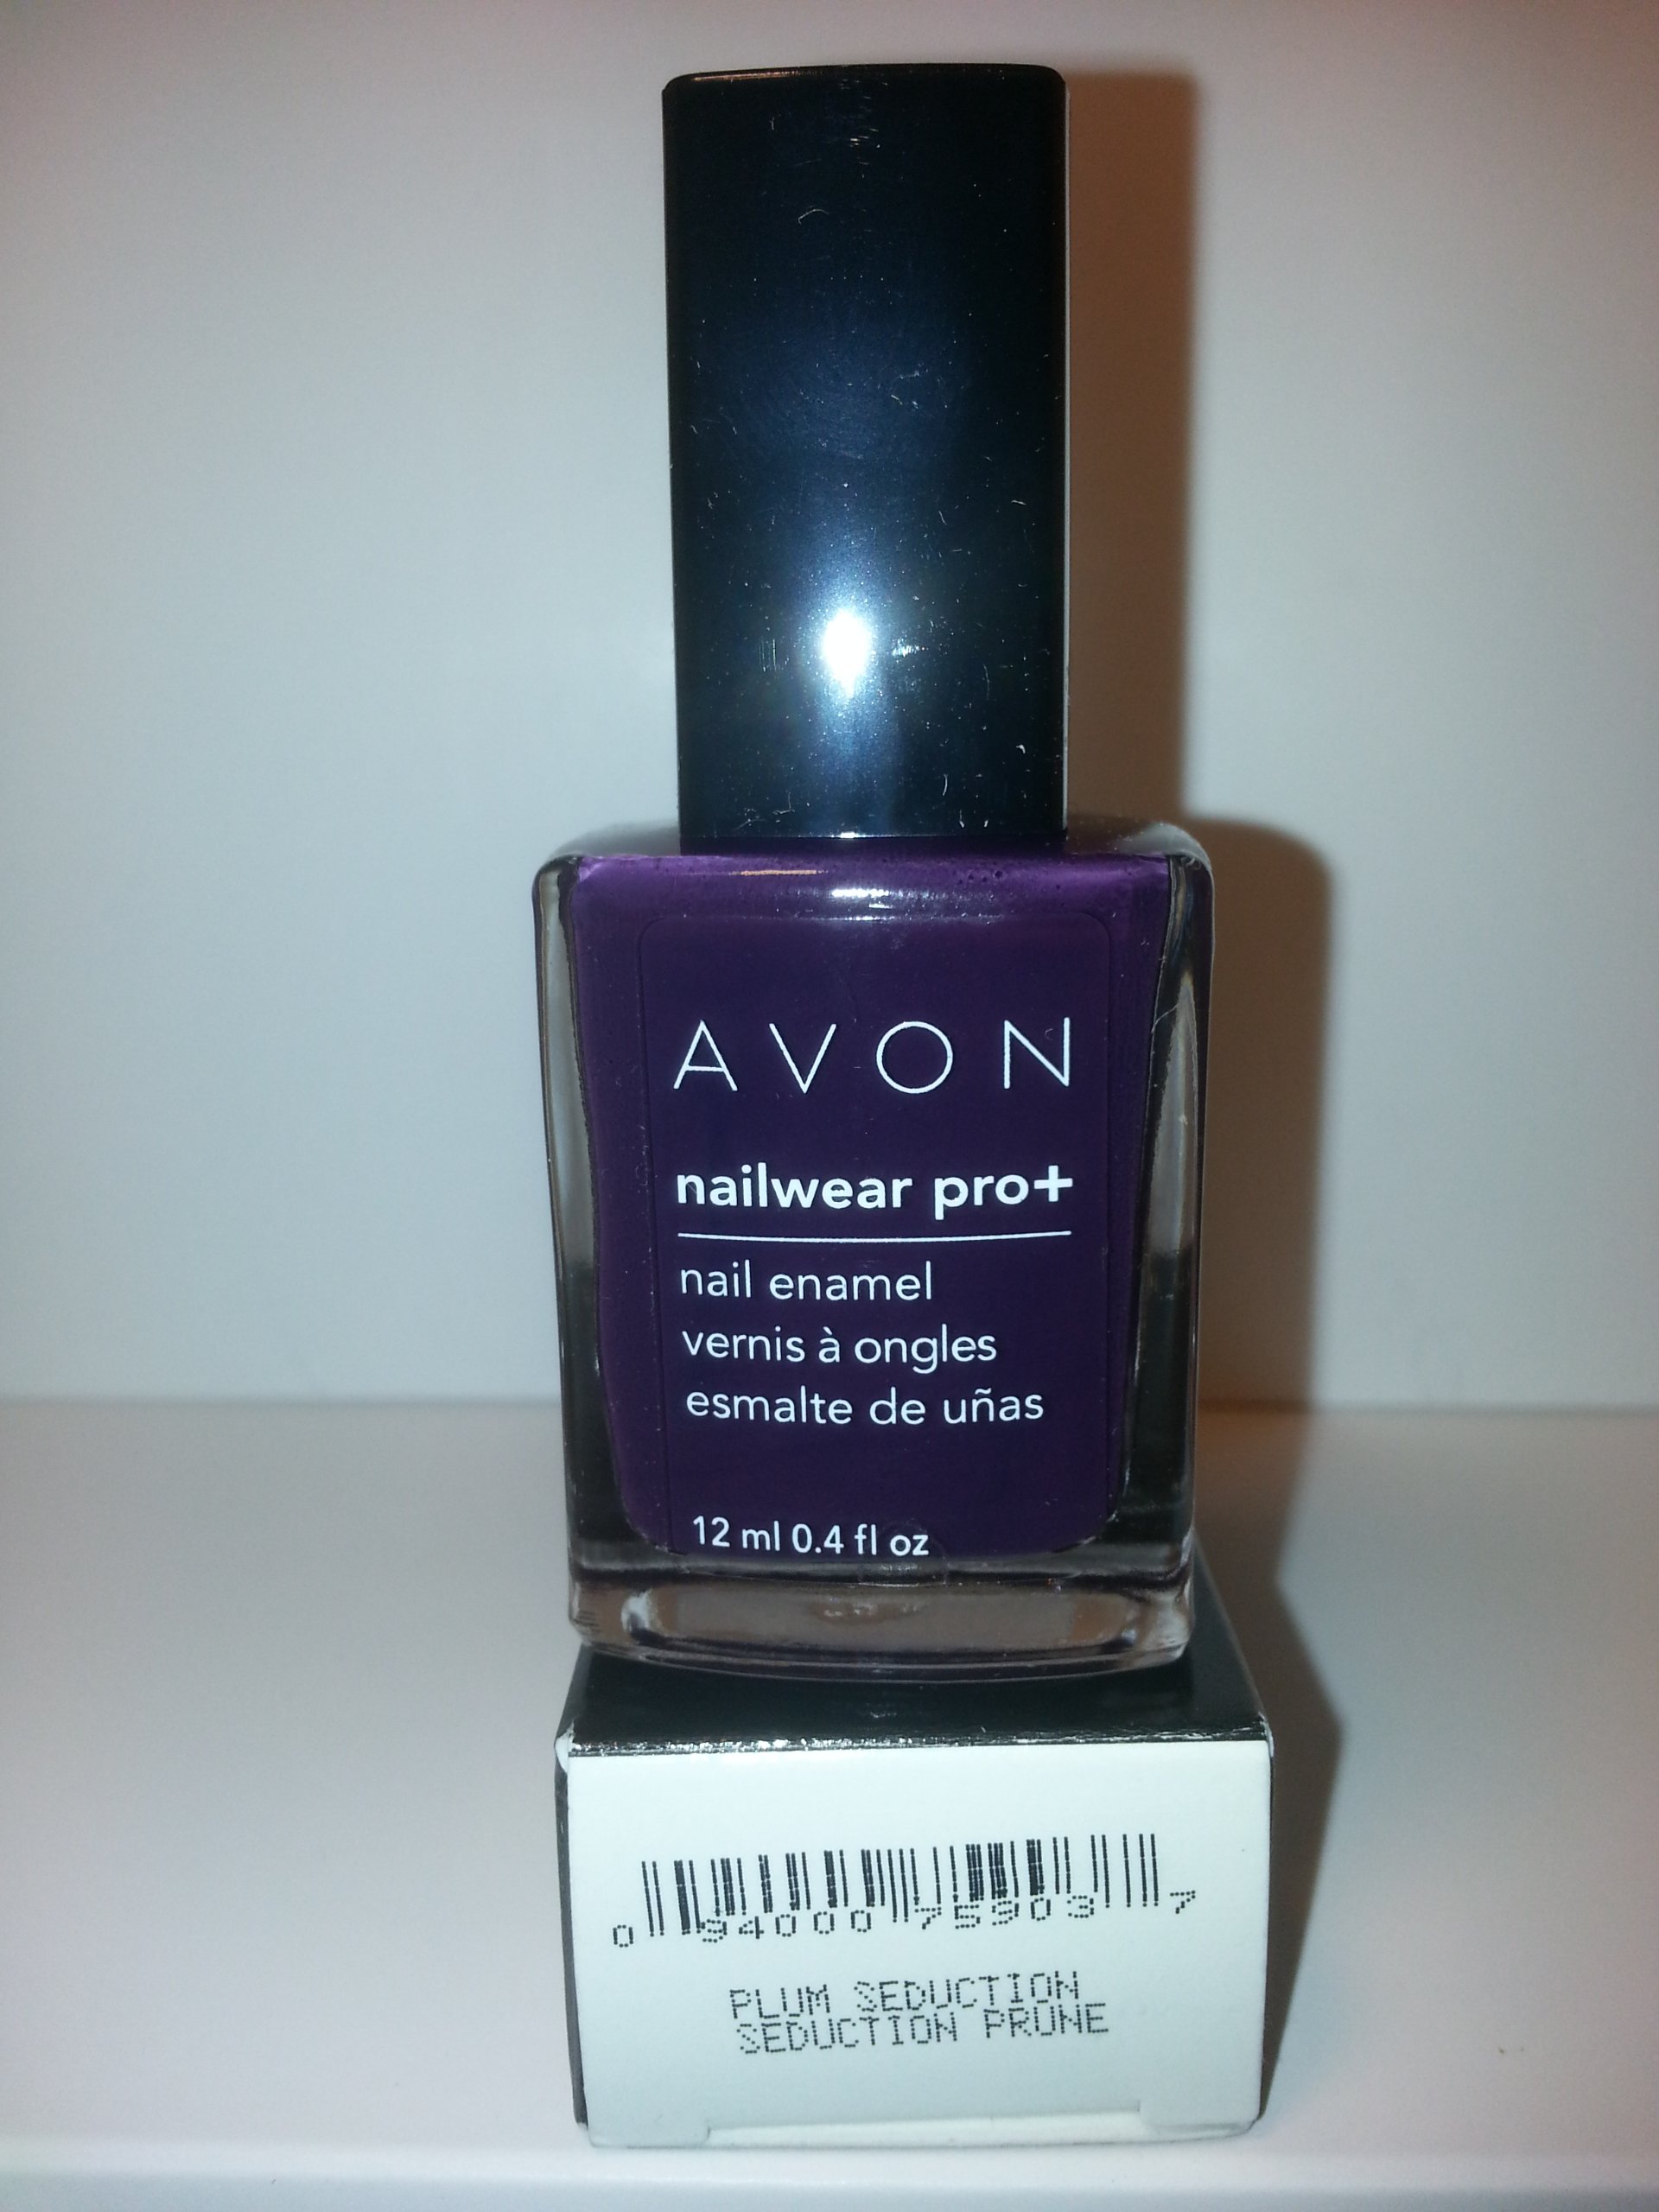 AVON
nailwear pro+
nail enamel
vernis à ongles
esmalte de uñas
12 ml 0.4 fl oz
0 94000 75903 7
PLUM SEDUCTION
SEDUCTION PRUNE